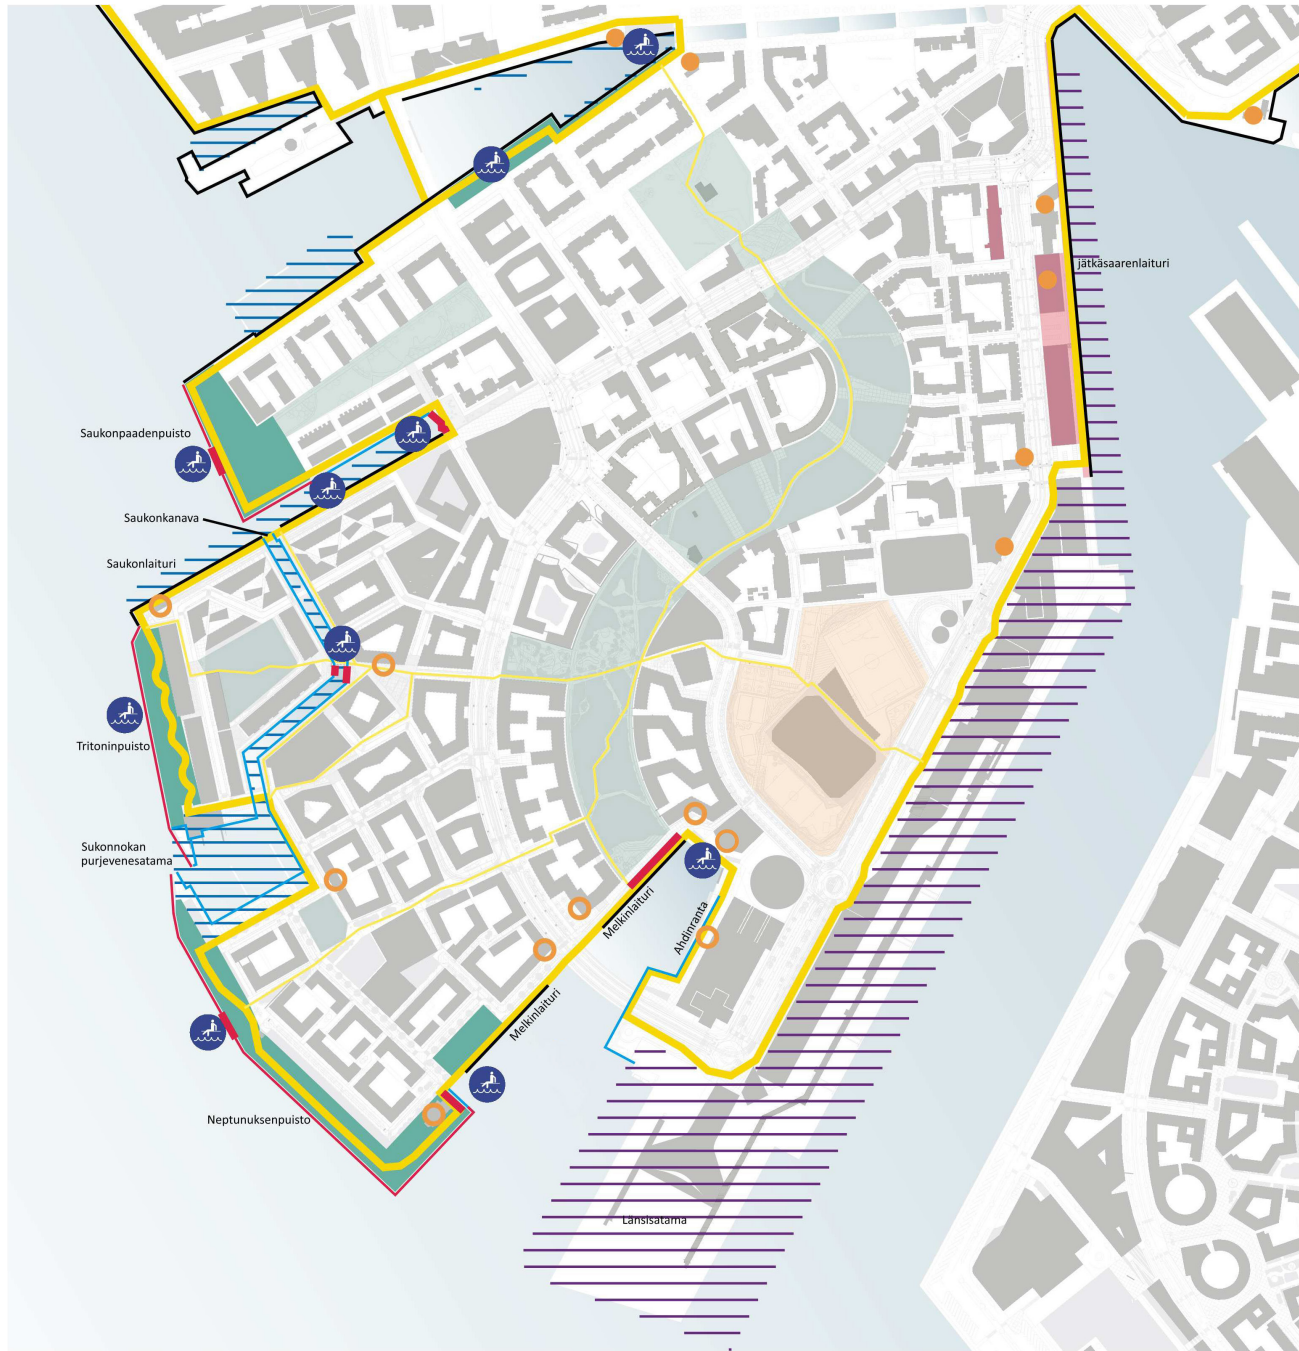 jätkäsaarenlaituri
Saukonpaadenpuisto
Saukonkanava
Saukonlaituri
Tritoninpuisto
Sukonnokan
purjevenesatama
Melkinlaituri
Ahdinranta
Melkinlaituri
Neptunuksenpuisto
Länsisatama